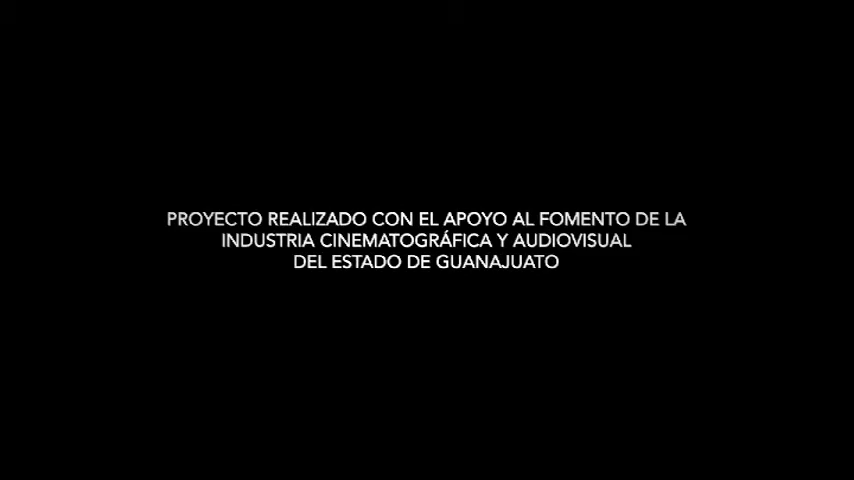 PROYECTO REALIZADO CON EL APOYO AL FOMENTO DE LA
INDUSTRIA CINEMATOGRÁFICA Y AUDIOVISUAL
DEL ESTADO DE GUANAJUATO